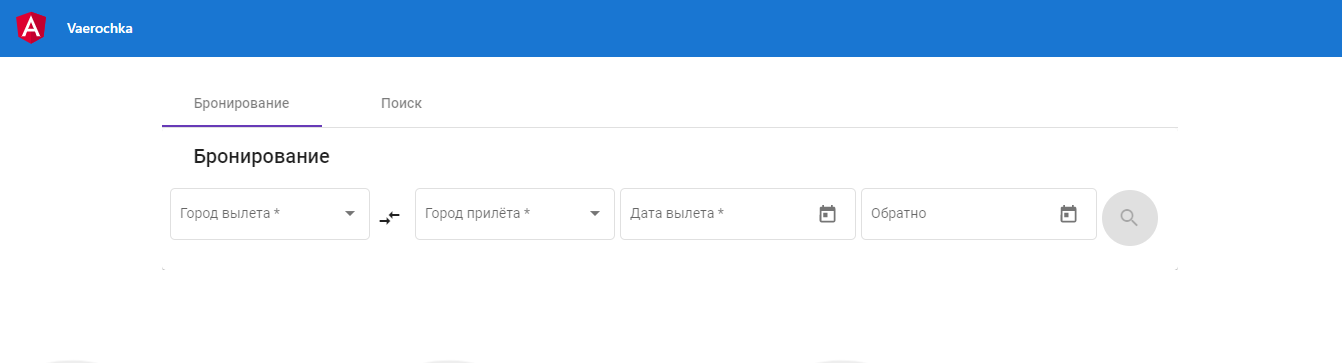 Vaerochka
Бронирование Поиск
Бронирование
Город вылета * Город прилёта * Дата вылета * Обратно